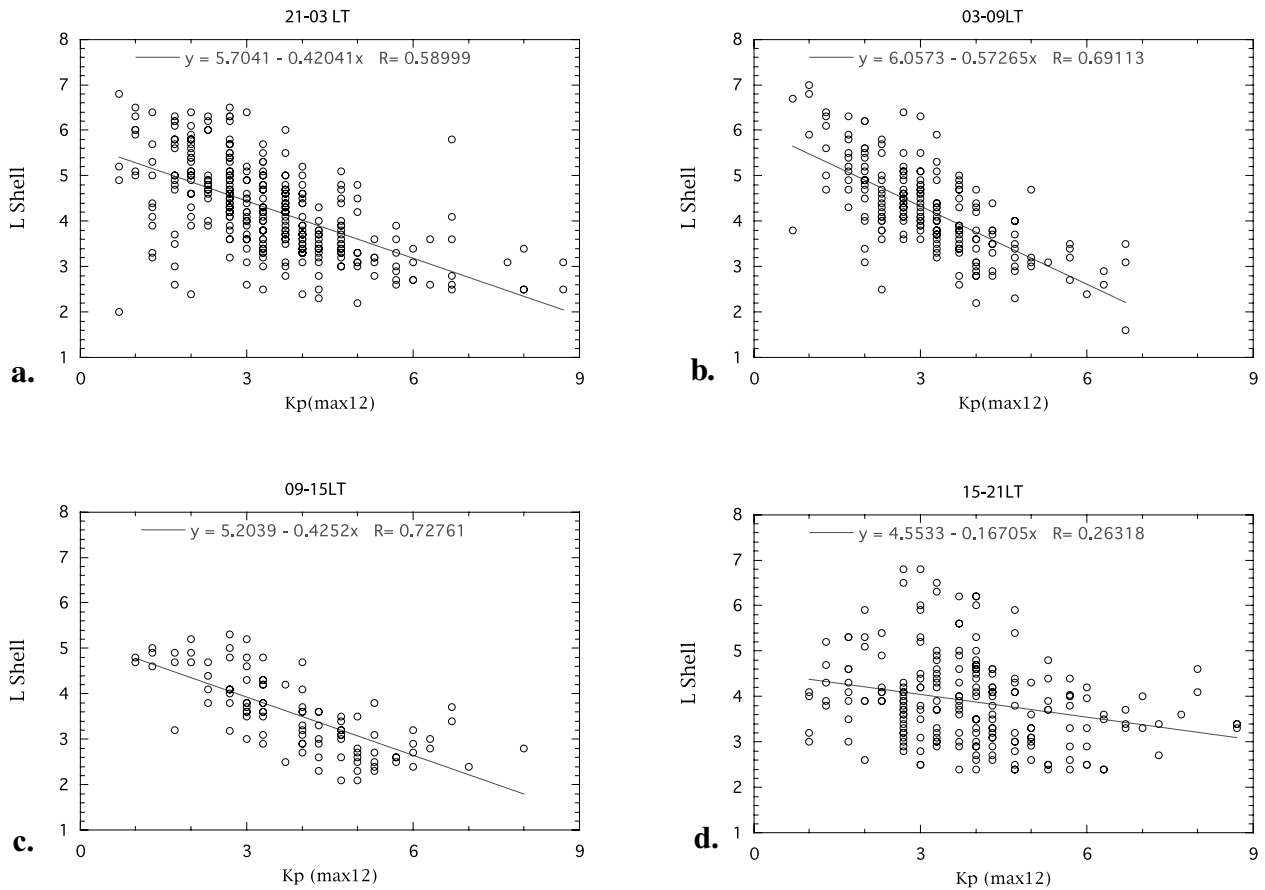 21-03 LT
y = 5.7041 - 0.42041x R= 0.58999
8
7
6
5
4
3
2
1
L Shell
0 3 6 9
Kp(max12)
a.
03-09LT
y = 6.0573 - 0.57265x R= 0.69113
8
7
6
5
4
3
2
1
L Shell
0 3 6 9
Kp(max12)
b.
09-15LT
y = 5.2039 - 0.4252x R= 0.72761
8
7
6
5
4
3
2
1
L Shell
0 3 6 9
Kp (max12)
c.
15-21LT
y = 4.5533 - 0.16705x R= 0.26318
8
7
6
5
4
3
2
1
L Shell
0 3 6 9
Kp (max12)
d.